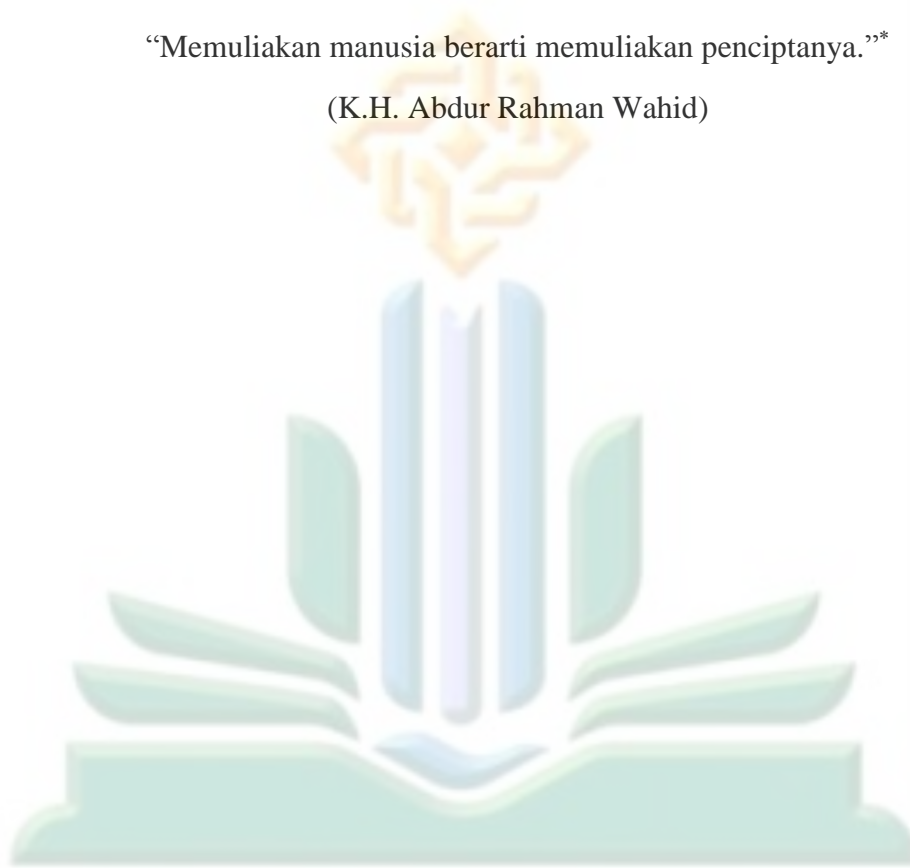 “Memuliakan manusia berarti memuliakan penciptanya.”*
(K.H. Abdur Rahman Wahid)